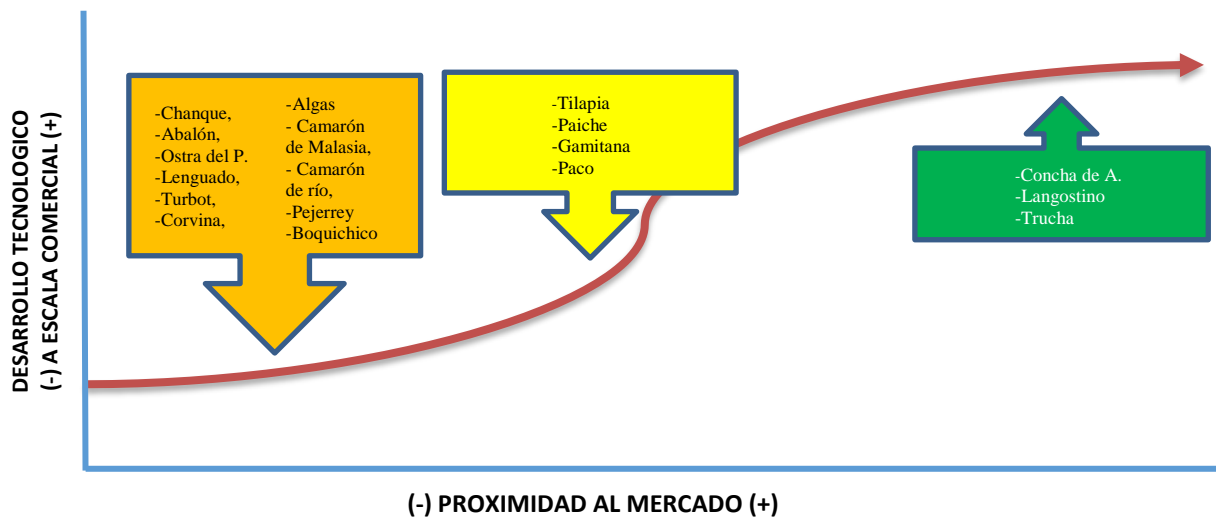 DESARROLLO TECNOLOGICO
(-) A ESCALA COMERCIAL (+)
-Chanque,
-Abalón,
-Ostra del P.
-Lenguado,
-Turbot,
-Corvina,
-Algas
- Camarón
de Malasia,
- Camarón
de río,
-Pejerrey
-Boquichico
-Tilapia
-Paiche
-Gamitana
-Paco
-Concha de A.
-Langostino
-Trucha
(-) PROXIMIDAD AL MERCADO (+)